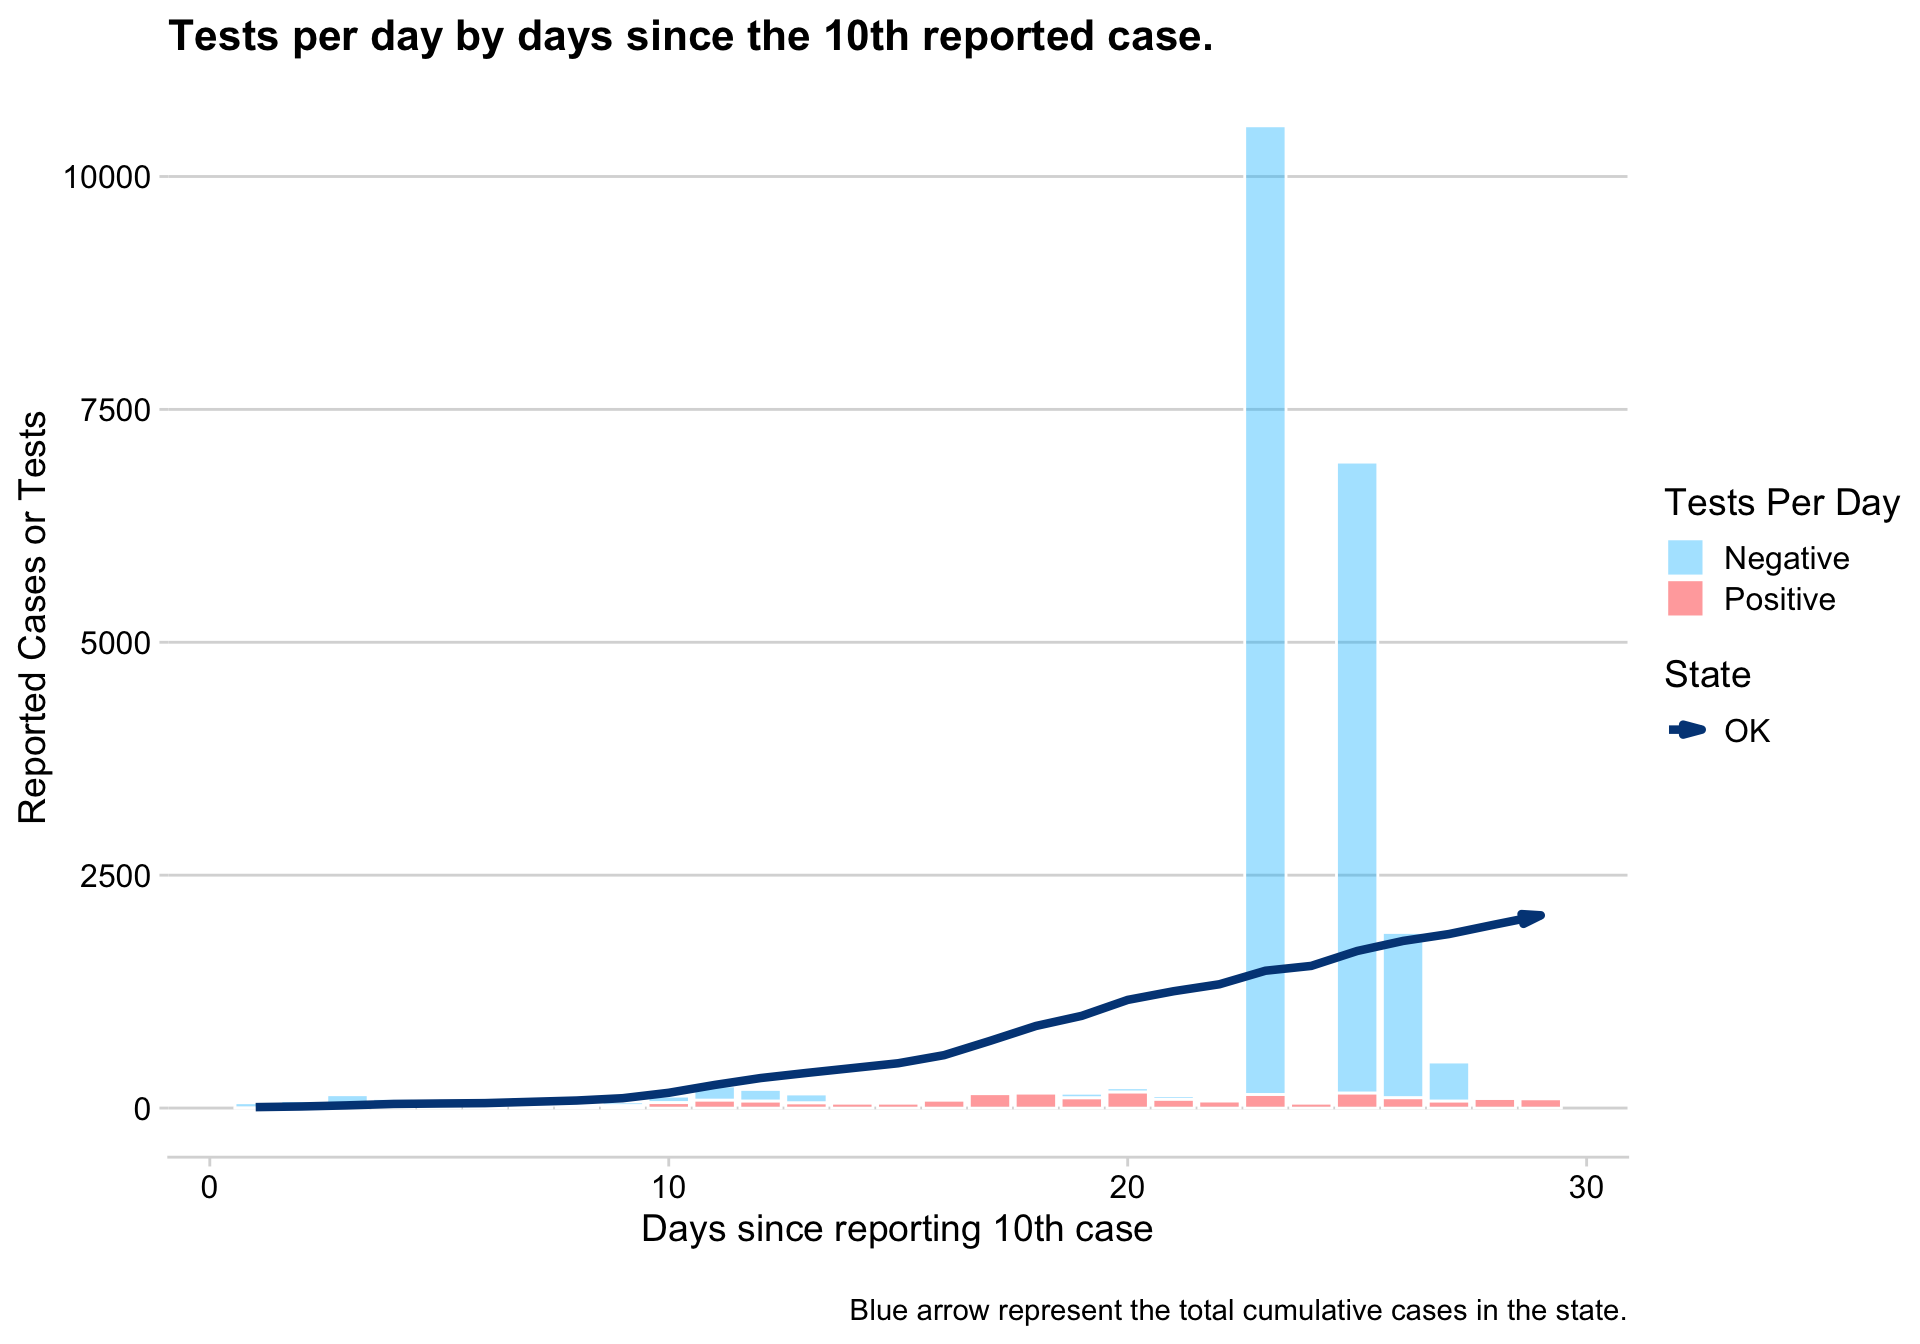 Tests per day by days since the 10th reported case.
Reported Cases or Tests
10000
7500
5000
2500
0
0 10 20 30
Days since reporting 10th case
Tests Per Day
Negative
Positive
State
OK
Blue arrow represent the total cumulative cases in the state.